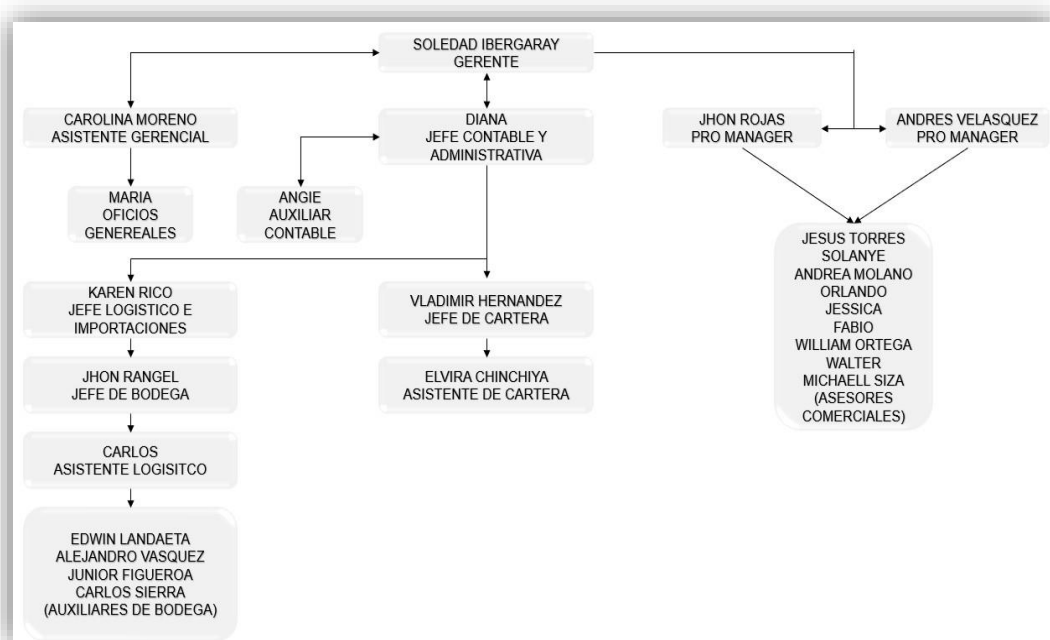 SOLEDAD IBERGARAY
GERENTE
CAROLINA MORENO
ASISTENTE GERENCIAL
DIANA
JEFE CONTABLE Y
ADMINISTRATIVA
JHON ROJAS
PRO MANAGER
ANDRES VELASQUEZ
PRO MANAGER
MARIA
OFICIOS
GENEREALES
ANGIE
AUXILIAR
CONTABLE
JESUS TORRES
SOLANYE
ANDREA MOLANO
ORLANDO
JESSICA
FABIO
WILLIAM ORTEGA
WALTER
MICHAELL SIZA
(ASESORES
COMERCIALES)
KAREN RICO
JEFE LOGISTICO E
IMPORTACIONES
VLADIMIR HERNANDEZ
JEFE DE CARTERA
JHON RANGEL
JEFE DE BODEGA
ELVIRA CHINCHIYA
ASISTENTE DE CARTERA
CARLOS
ASISTENTE LOGISITCO
EDWIN LANDAETA
ALEJANDRO VASQUEZ
JUNIOR FIGUEROA
CARLOS SIERRA
(AUXILIARES DE BODEGA)